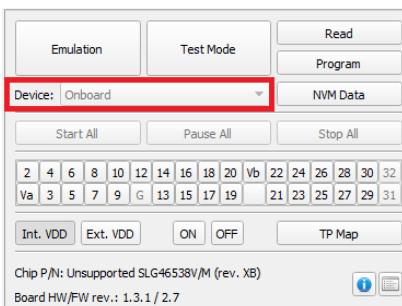 Emulation Test Mode Read
Program
Device: Onboard NVM Data
Start All Pause All Stop All
2 4 6 8 10 12 14 16 18 20 Vb 22 24 26 28 30 32
Va 3 5 7 9 G 13 15 17 19 21 23 25 27 29 31
Int. VDD Ext. VDD ON OFF TP Map
Chip P/N: Unsupported SLG46538V/M (rev. XB)
Board HW/FW rev.: 1.3.1 / 2.7